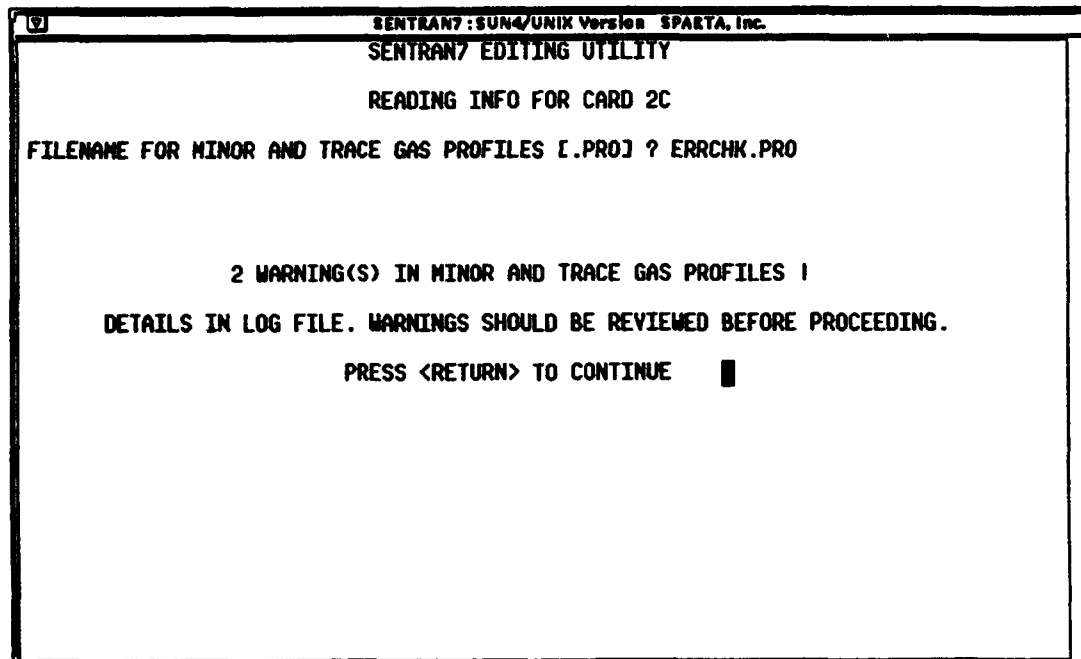 SENTRAN7 :SUN4/UNIX Version SPARTA, Inc.
SENTRAN7 EDITING UTILITY
READING INFO FOR CARD 2C
FILENAME FOR MINOR AND TRACE GAS PROFILES [.PRO] ? ERRCHK.PRO
2 WARNING(S) IN MINOR AND TRACE GAS PROFILES !
DETAILS IN LOG FILE. WARNINGS SHOULD BE REVIEWED BEFORE PROCEEDING.
PRESS <RETURN> TO CONTINUE